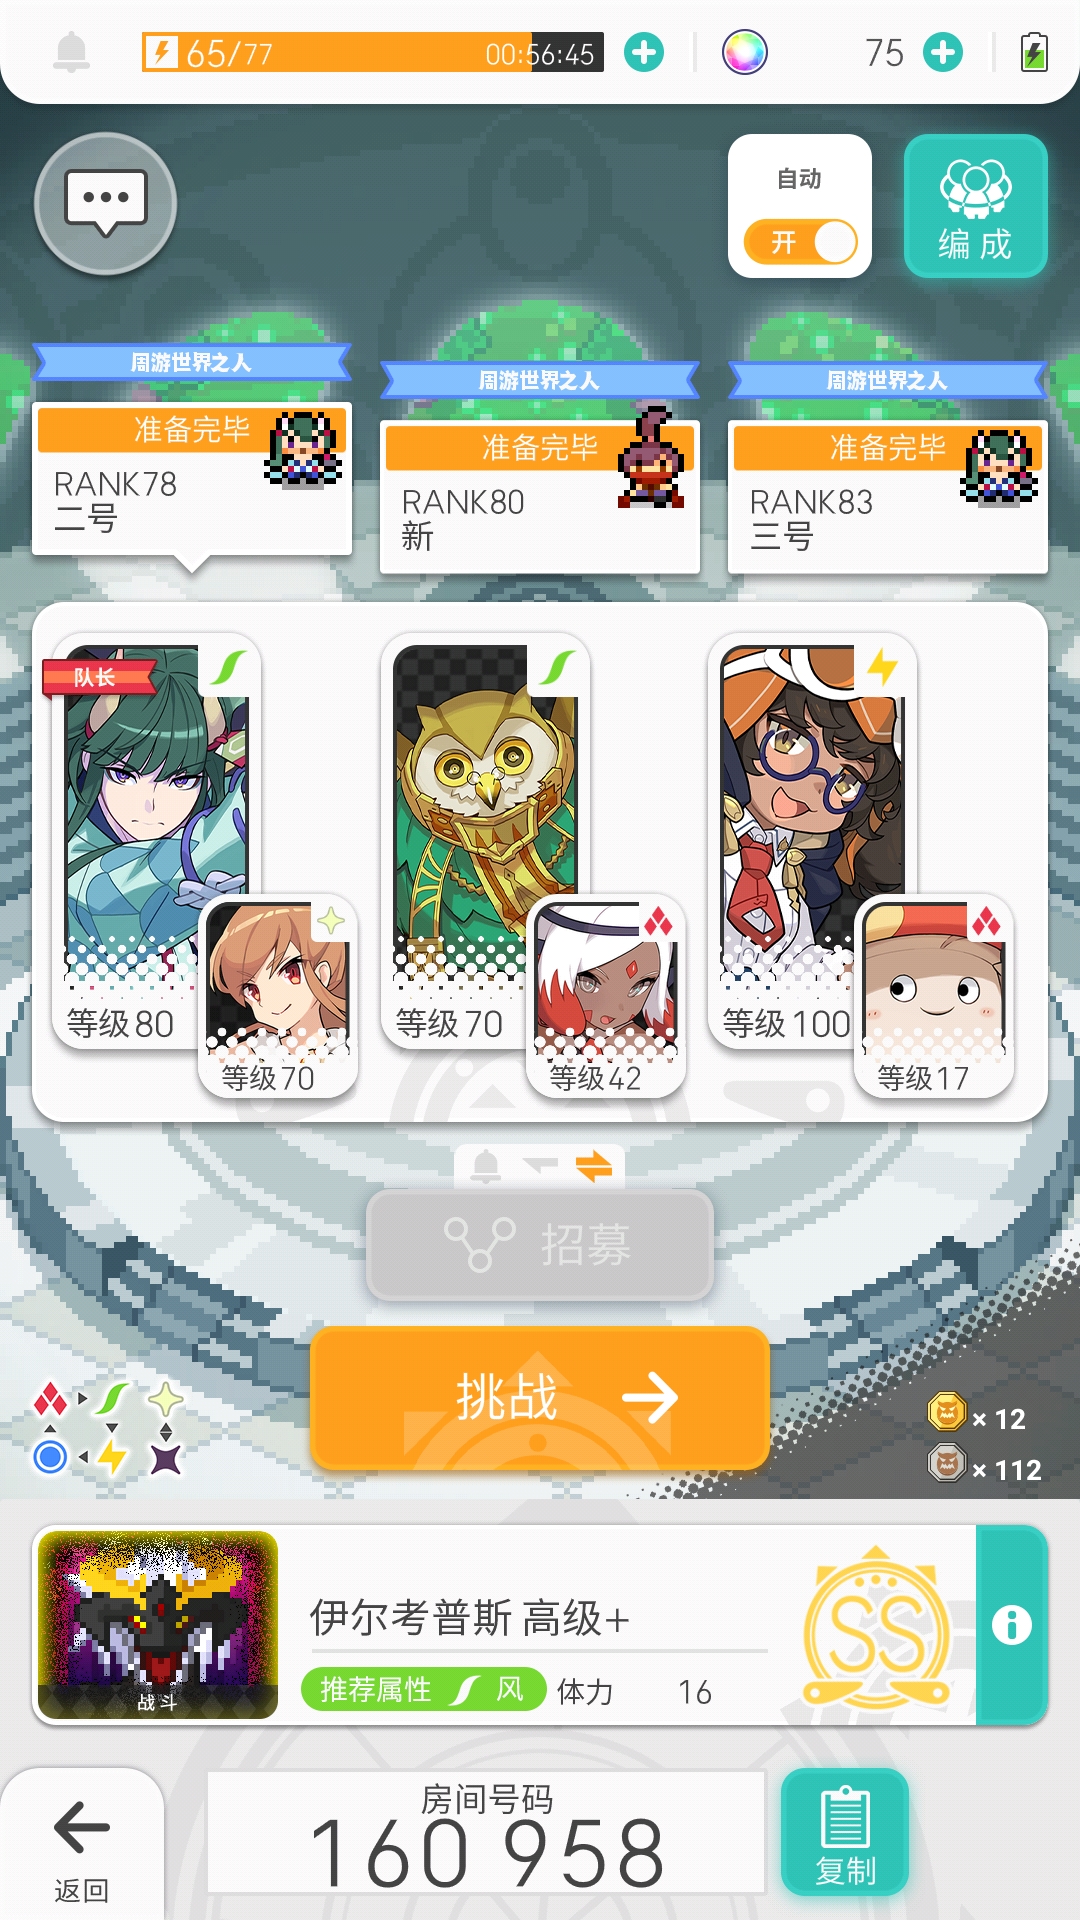 65/77
00:56:45
75
自动
开
编成
周游世界之人
周游世界之人
周游世界之人
准备完毕
RANK78
二号
准备完毕
RANK80
新
准备完毕
RANK83
三号
队长
等级80
等级70
等级70
等级42
等级100
等级17
招募
挑战
× 12
× 112
战斗
伊尔考普斯 高级+
推荐属性 风 体力 16
SS
返回
房间号码
160 958
复制